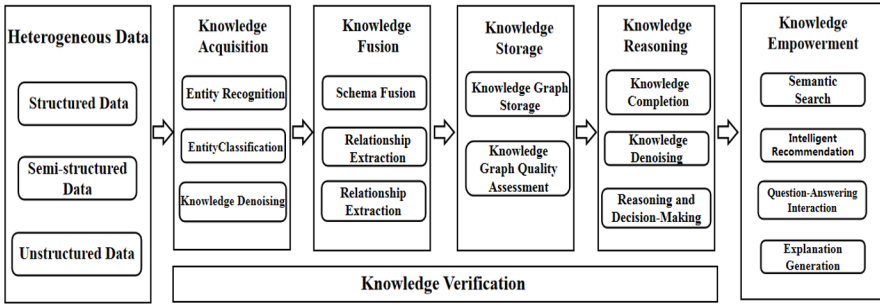 Heterogeneous Data
Structured Data
Semi-structured
Data
Unstructured Data
Knowledge
Acquisition
Entity Recognition
EntityClassification
Knowledge Denoising
Knowledge
Fusion
Schema Fusion
Relationship
Extraction
Relationship
Extraction
Knowledge
Storage
Knowledge Graph
Storage
Knowledge
Graph Quality
Assessment
Knowledge
Reasoning
Knowledge
Completion
Knowledge
Denoising
Reasoning and
Decision-Making
Knowledge
Empowerment
Semantic
Search
Intelligent
Recommendation
Question-Answering
Interaction
Explanation
Generation
Knowledge Verification